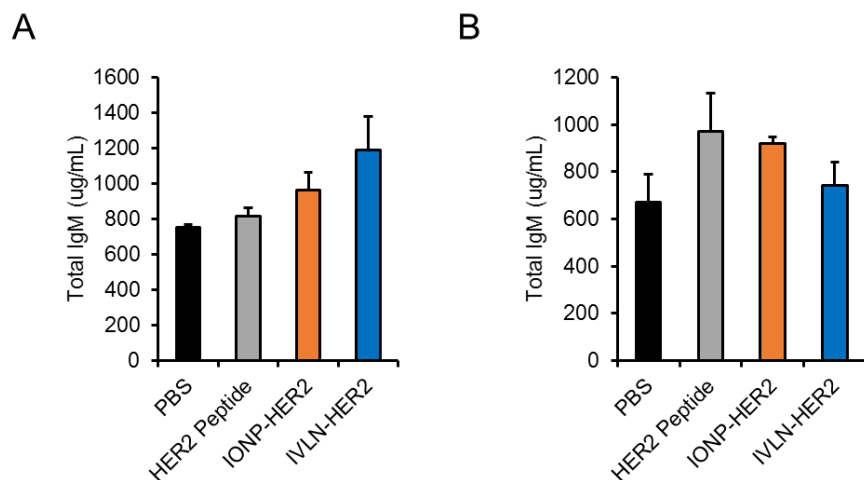 A
Total IgM (ug/mL)
1600
1400
1200
1000
800
600
400
200
0
PBS
HER2 Peptide
IONP-HER2
IVLN-HER2
B
Total IgM (ug/mL)
1200
1000
800
600
400
200
0
PBS
HER2 Peptide
IONP-HER2
IVLN-HER2